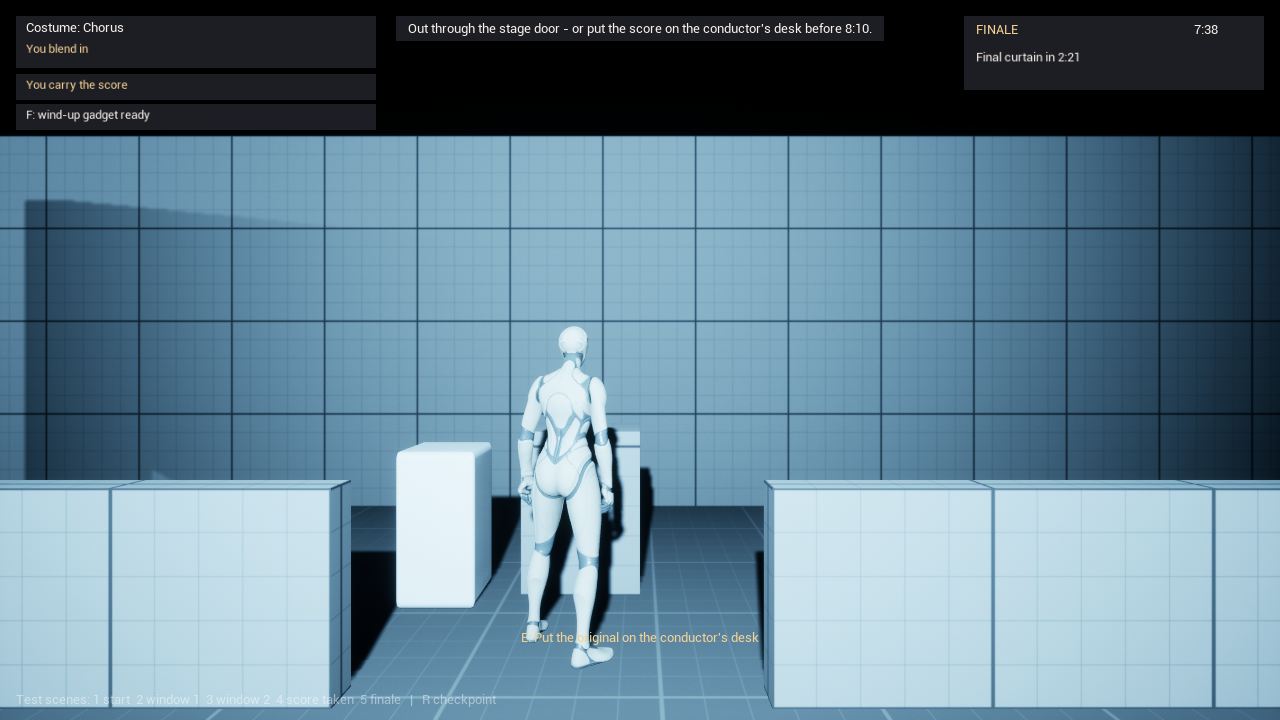 Costume: Chorus
You blend in
You carry the score
F: wind-up gadget ready
Out through the stage door - or put the score on the conductor's desk before 8:10.
FINALE 7:38
Final curtain in 2:21
E: Put the original on the conductor's desk
Test scenes: 1 start 2 window 1 3 window 2 4 score taken 5 finale | R checkpoint